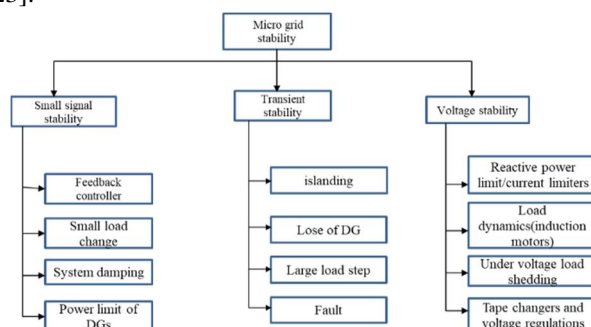 Micro grid
stability
Small signal
stability
Transient
stability
Voltage stability
Feedback
controller
Small load
change
System damping
Power limit of
DGs
islanding
Lose of DG
Large load step
Fault
Reactive power
limit/current limiters
Load
dynamics(induction
motors)
Under voltage load
shedding
Tape changers and
voltage regulations